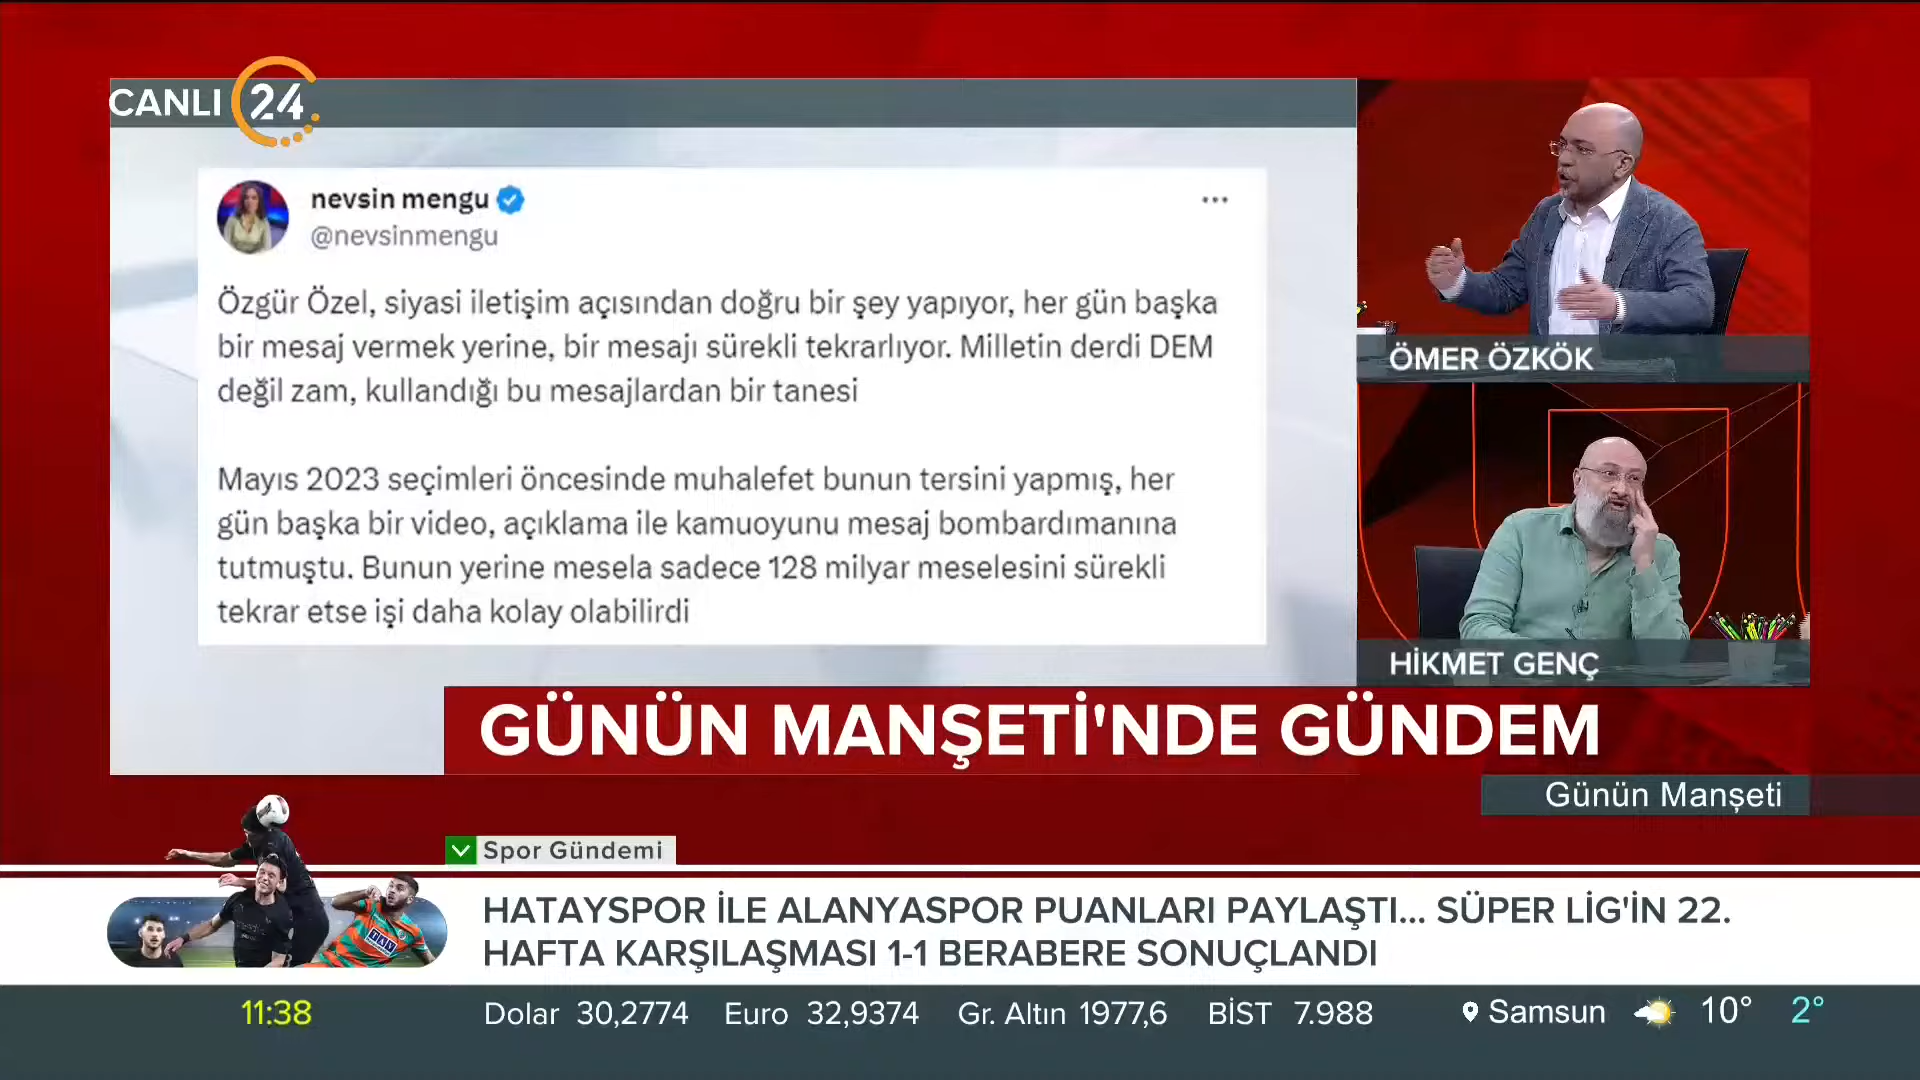 CANLI 24
nevsin mengu
@nevsinmengu
Özgür Özel, siyasi iletişim açısından doğru bir şey yapıyor, her gün başka
bir mesaj vermek yerine, bir mesajı sürekli tekrarlıyor. Milletin derdi DEM
değil zam, kullandığı bu mesajlardan bir tanesi
Mayıs 2023 seçimleri öncesinde muhalefet bunun tersini yapmış, her
gün başka bir video, açıklama ile kamuoyunu mesaj bombardımanına
tutmuştu. Bunun yerine mesela sadece 128 milyar meselesini sürekli
tekrar etse işi daha kolay olabilirdi
ÖMER ÖZKÖK
HİKMET GENÇ
GÜNÜN MANŞETİ'NDE GÜNDEM
Günün Manşeti
Spor Gündemi
HATAYSPOR İLE ALANYASPOR PUANLARI PAYLAŞTI... SÜPER LİG'İN 22.
HAFTA KARŞILAŞMASI 1-1 BERABERE SONUÇLANDI
11:38 Dolar 30,2774 Euro 32,9374 Gr. Altın 1977,6 BİST 7.988 Samsun 10° 2°